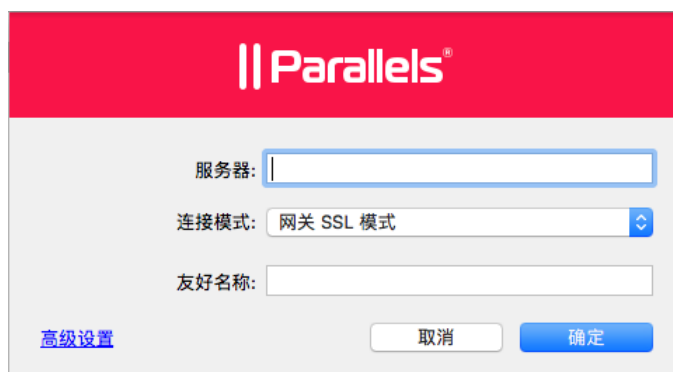 Parallels®
服务器:
连接模式: 网关 SSL 模式
友好名称:
高级设置 取消 确定